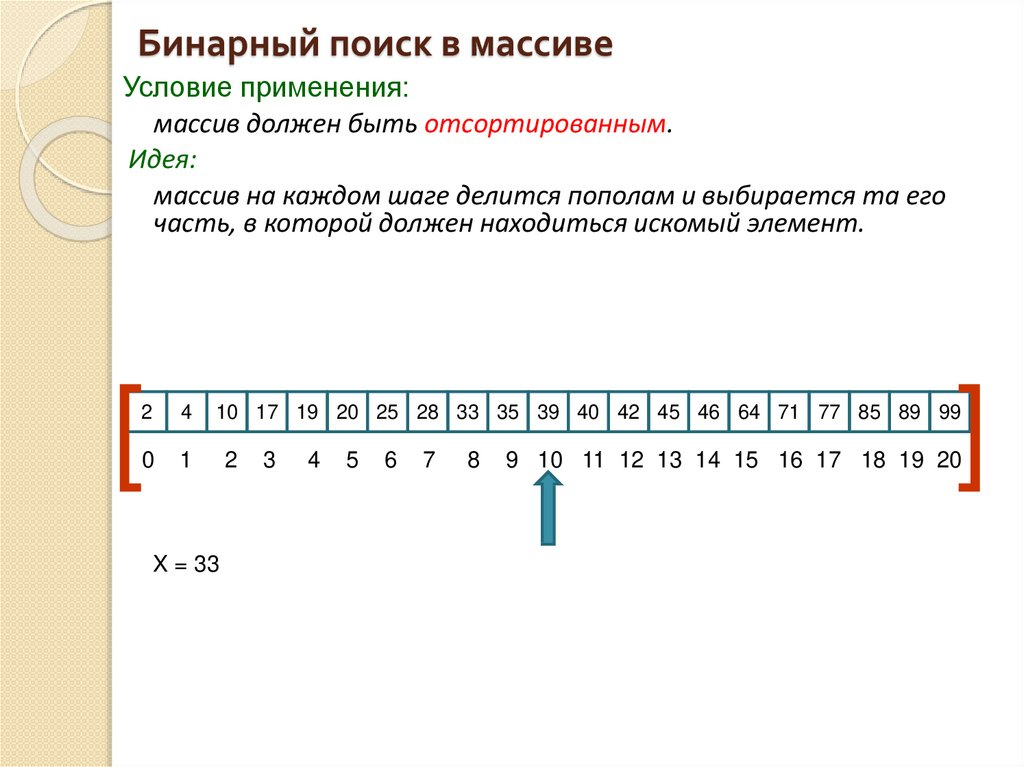 Бинарный поиск в массиве
Условие применения:
массив должен быть отсортированным.
Идея:
массив на каждом шаге делится пополам и выбирается та его
часть, в которой должен находиться искомый элемент.
2 4 10 17 19 20 25 28 33 35 39 40 42 45 46 64 71 77 85 89 99
0 1 2 3 4 5 6 7 8 9 10 11 12 13 14 15 16 17 18 19 20
X = 33